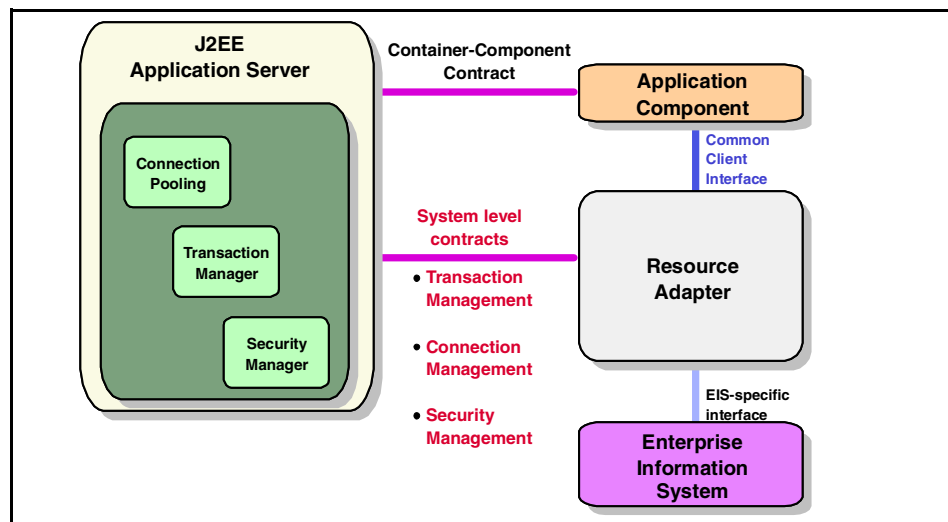 J2EE
Application Server
Connection
Pooling
Transaction
Manager
Security
Manager
Container-Component
Contract
System level
contracts
• Transaction
Management
• Connection
Management
• Security
Management
Application
Component
Common
Client
Interface
Resource
Adapter
EIS-specific
interface
Enterprise
Information
System